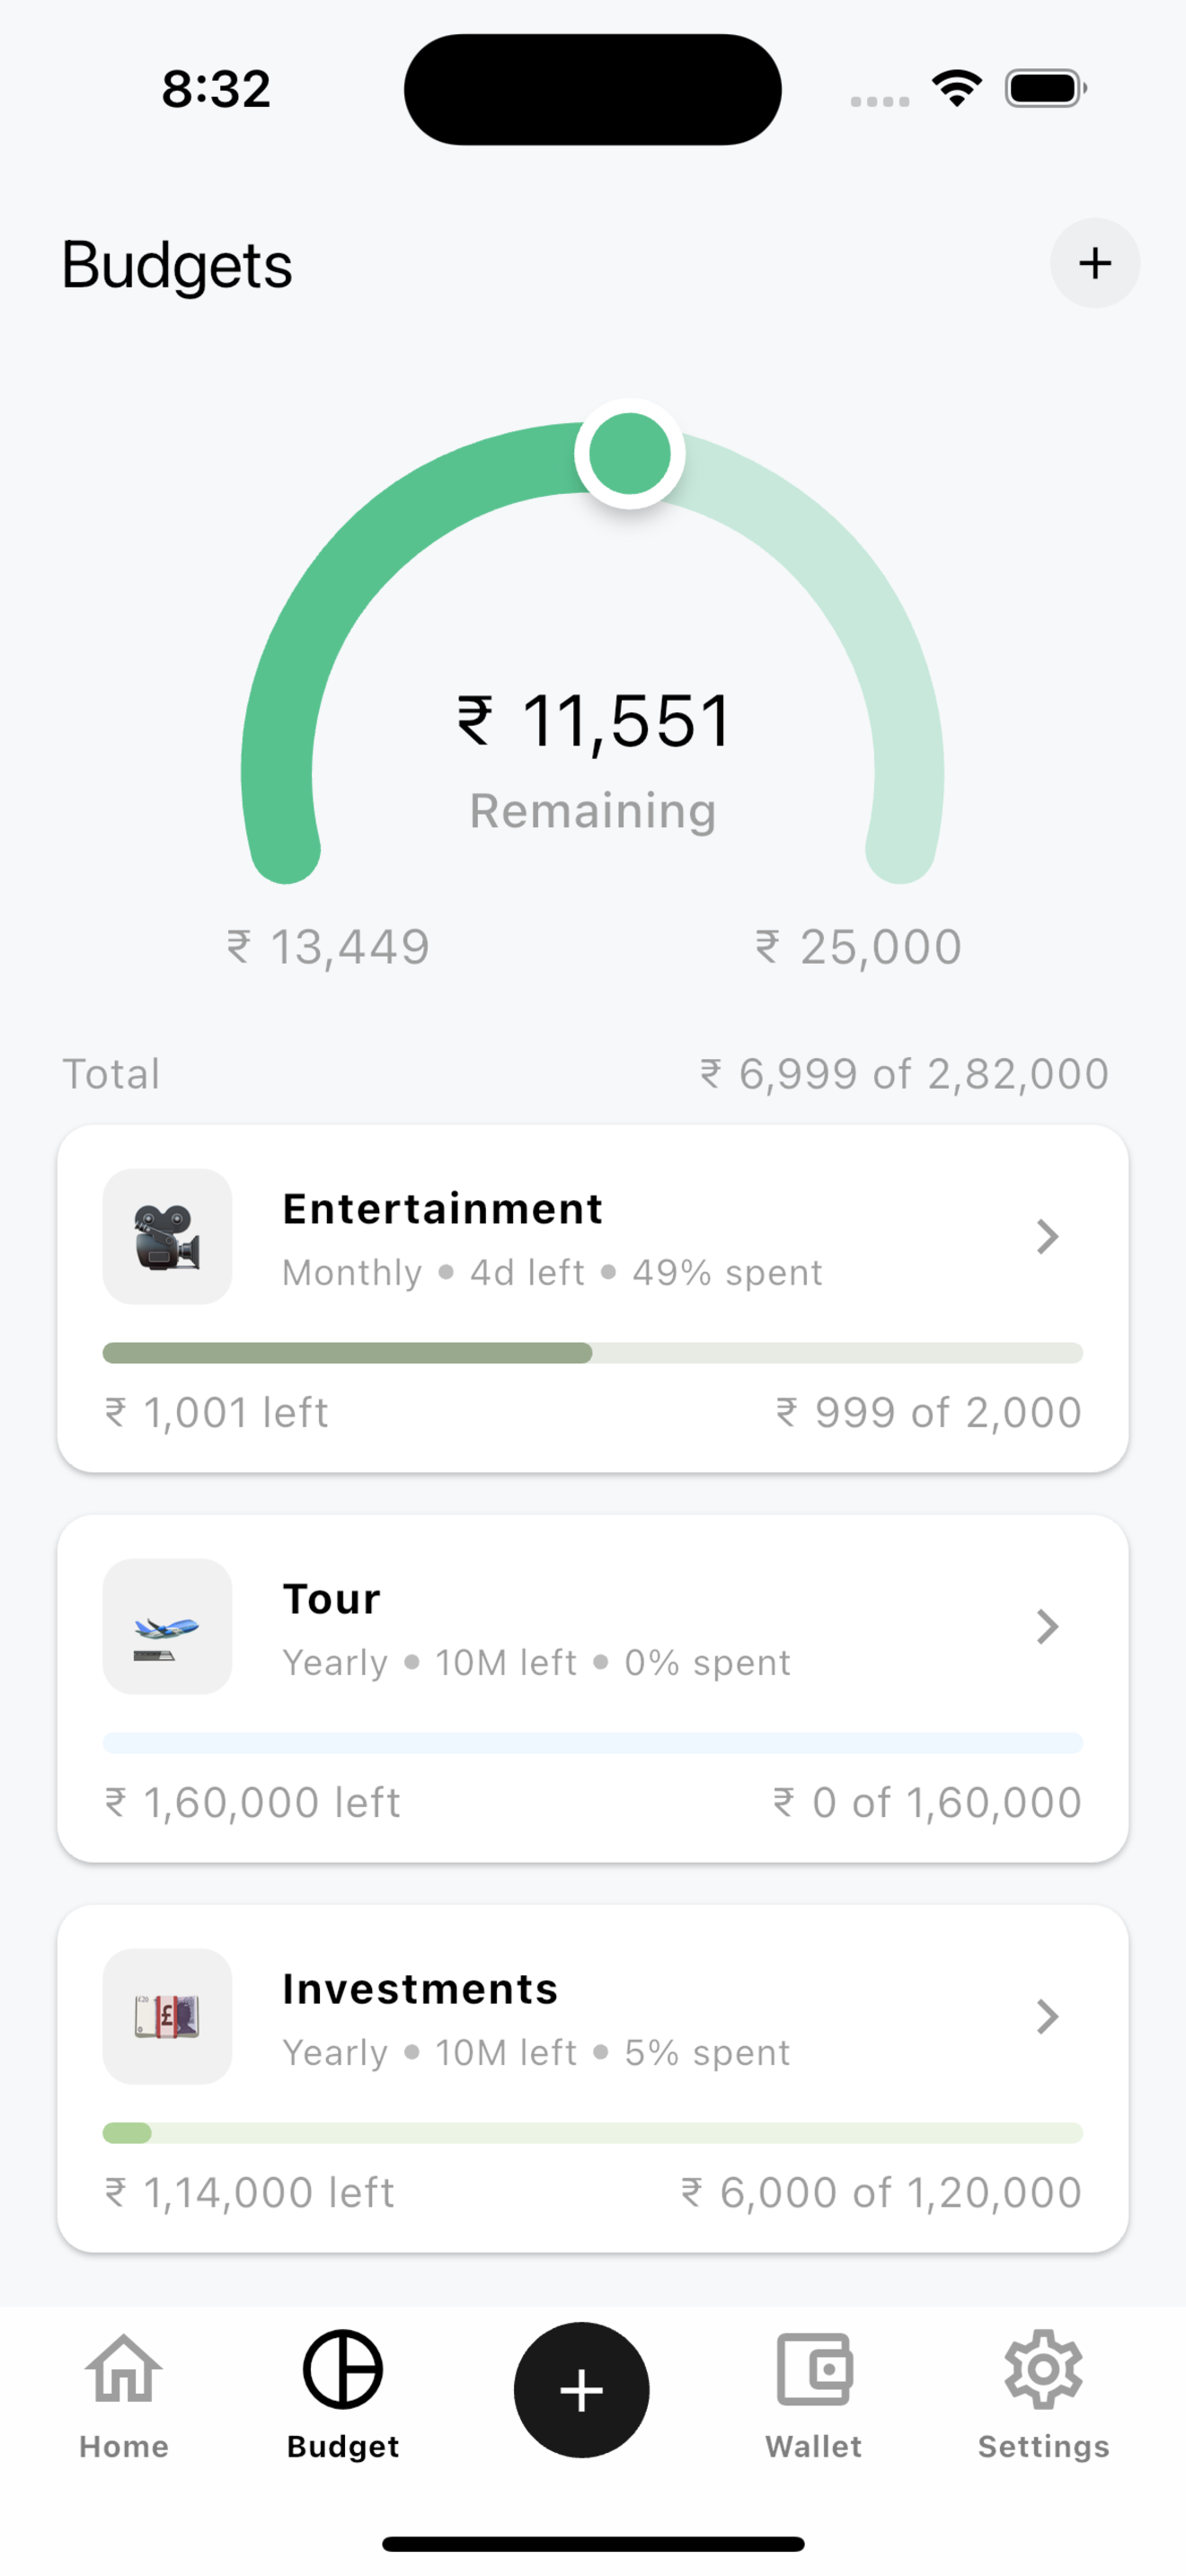 8:32
Budgets
₹ 11,551
Remaining
₹ 13,449
₹ 25,000
Total
₹ 6,999 of 2,82,000
Entertainment
Monthly • 4d left • 49% spent
₹ 1,001 left
₹ 999 of 2,000
Tour
Yearly • 10M left • 0% spent
₹ 1,60,000 left
₹ 0 of 1,60,000
Investments
Yearly • 10M left • 5% spent
₹ 1,14,000 left
₹ 6,000 of 1,20,000
Home
Budget
Wallet
Settings